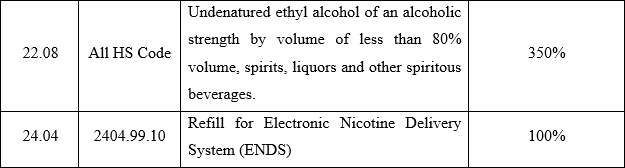 22.08
All HS Code
Undenatured ethyl alcohol of an alcoholic
strength by volume of less than 80%
volume, spirits, liquors and other spiritous
beverages.
350%
24.04
2404.99.10
Refill for Electronic Nicotine Delivery
System (ENDS)
100%